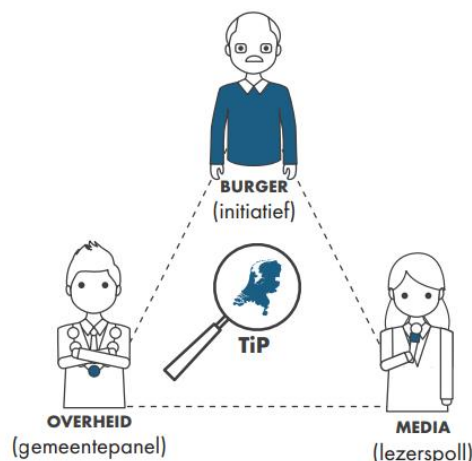 BURGER
(initiatief)
TiP
OVERHEID
(gemeentepanel)
MEDIA
(lezerspoll)